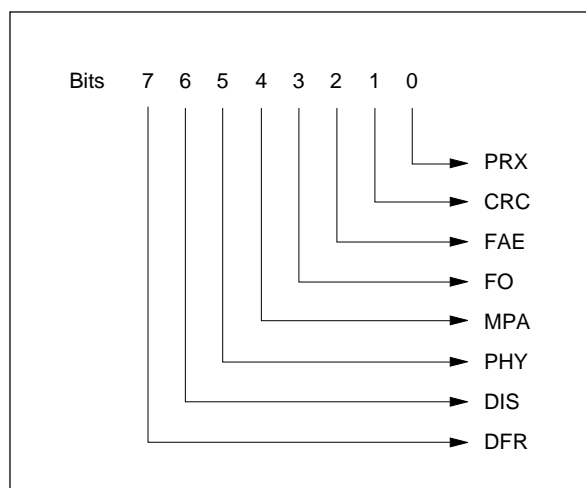 Bits 7 6 5 4 3 2 1 0
PRX
CRC
FAE
FO
MPA
PHY
DIS
DFR